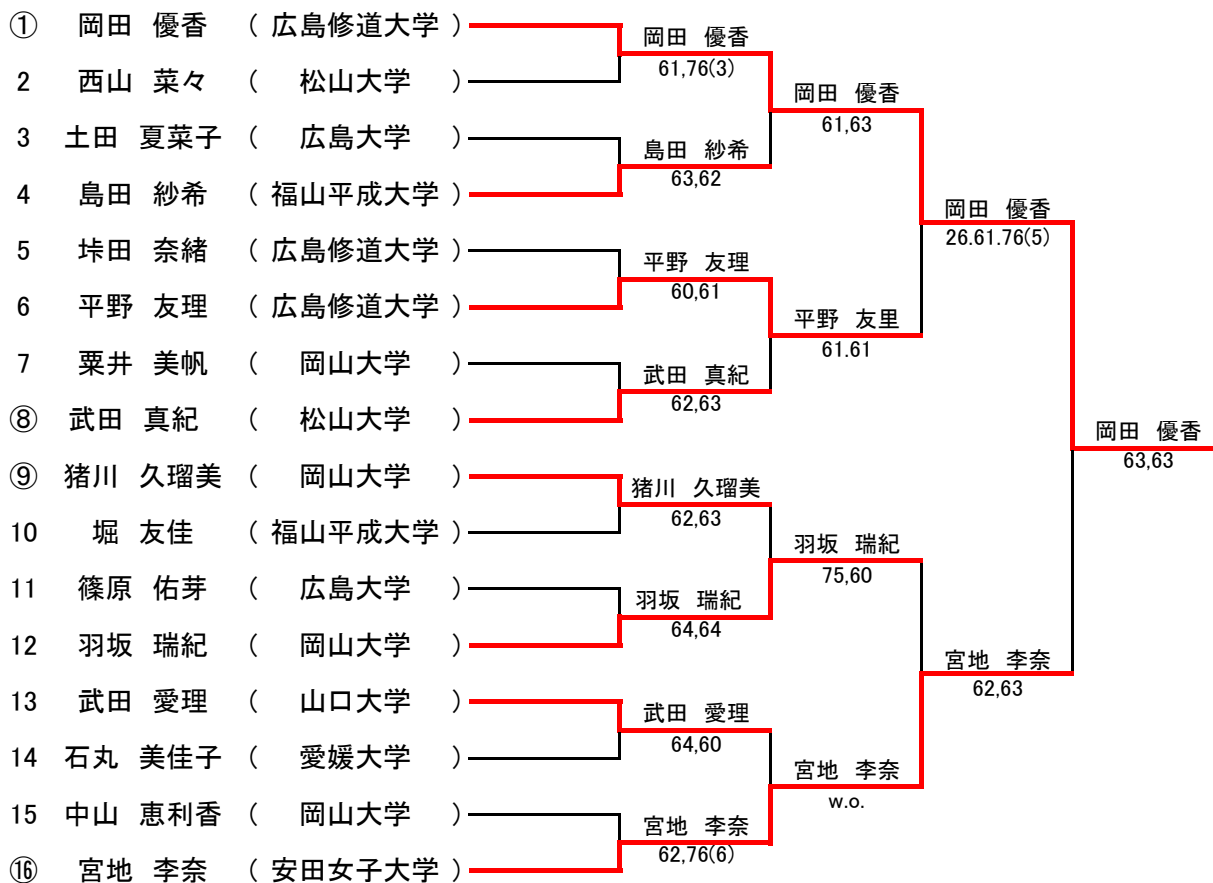 ① 岡田 優香 ( 広島修道大学 )
2 西山 菜々 ( 松山大学 )
3 土田 夏菜子 ( 広島大学 )
4 島田 紗希 ( 福山平成大学 )
5 垰田 奈緒 ( 広島修道大学 )
6 平野 友理 ( 広島修道大学 )
7 粟井 美帆 ( 岡山大学 )
⑧ 武田 真紀 ( 松山大学 )
⑨ 猪川 久瑠美 ( 岡山大学 )
10 堀 友佳 ( 福山平成大学 )
11 篠原 佑芽 ( 広島大学 )
12 羽坂 瑞紀 ( 岡山大学 )
13 武田 愛理 ( 山口大学 )
14 石丸 美佳子 ( 愛媛大学 )
15 中山 恵利香 ( 岡山大学 )
⑯ 宮地 李奈 ( 安田女子大学 )
岡田 優香
61,76(3)
島田 紗希
63,62
平野 友理
60,61
武田 真紀
62,63
猪川 久瑠美
62,63
羽坂 瑞紀
64,64
武田 愛理
64,60
宮地 李奈
62,76(6)
岡田 優香
61,63
平野 友里
61.61
羽坂 瑞紀
75,60
宮地 李奈
w.o.
岡田 優香
26.61.76(5)
宮地 李奈
62,63
岡田 優香
63,63